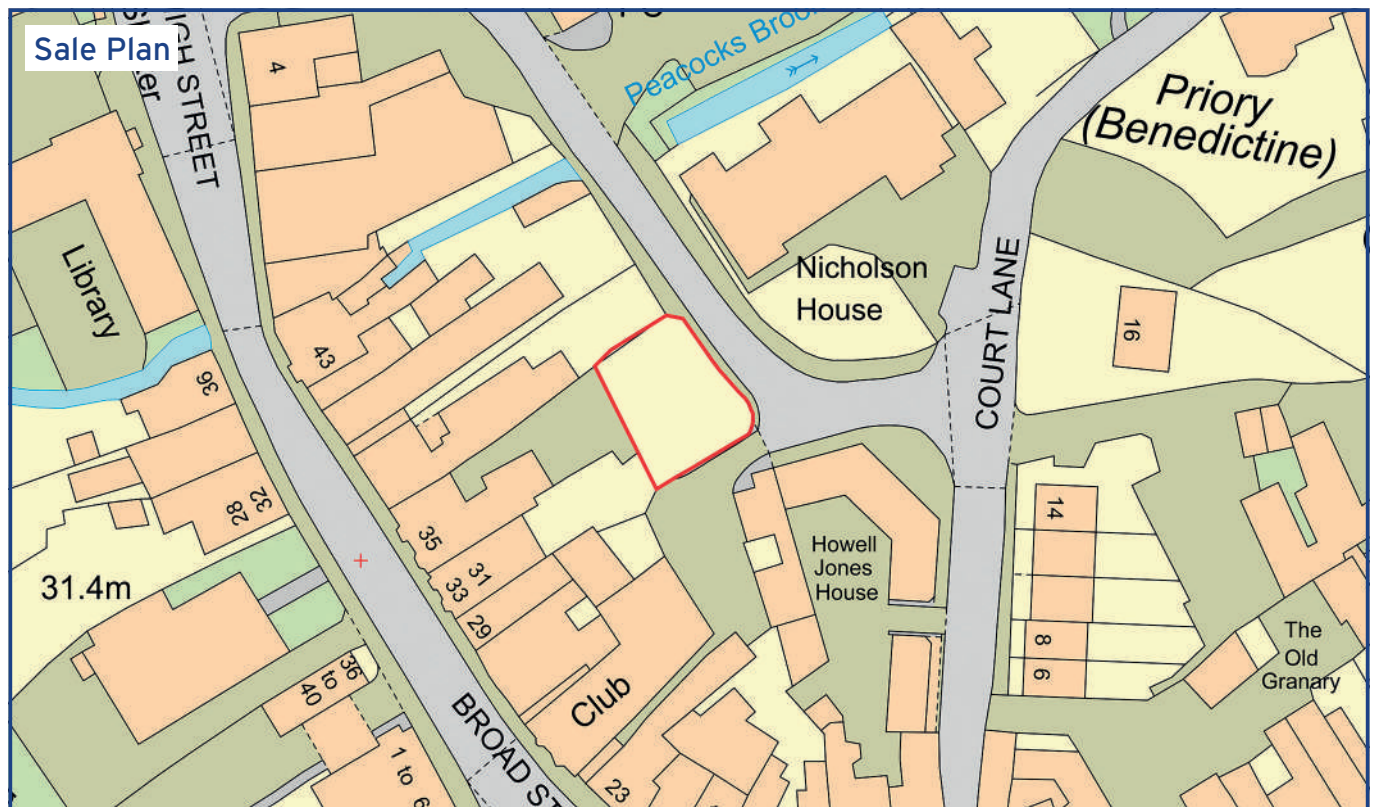 Sale Plan
HIGH STREET
4
Peacocks Brook
Priory
(Benedictine)
Library
Nicholson
House
COURT LANE
16
43
36
32
28
35
31
33
29
31.4m
14
Howell
Jones
House
8
6
The
Old
Granary
36
to
40
Club
BROAD ST
1 to 6
23